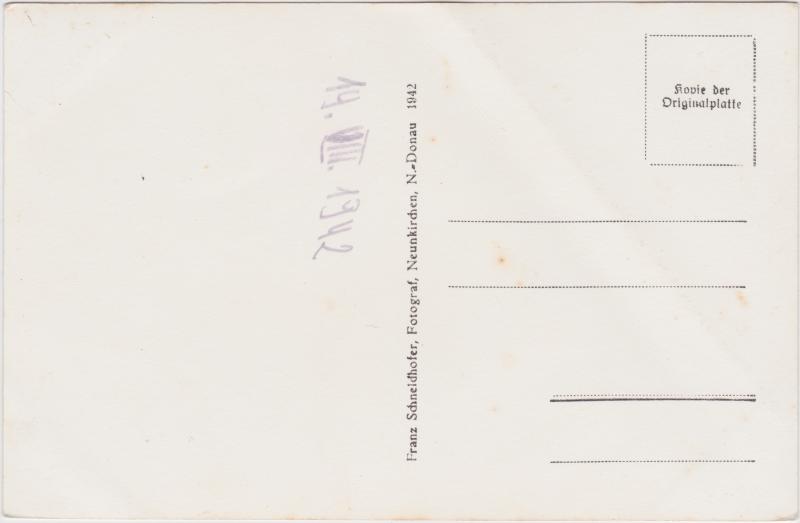 14. VIII. 1942
Franz Schneidhofer, Fotograf, Neunkirchen, N.-Donau 1942
Kopie der
Originalplatte